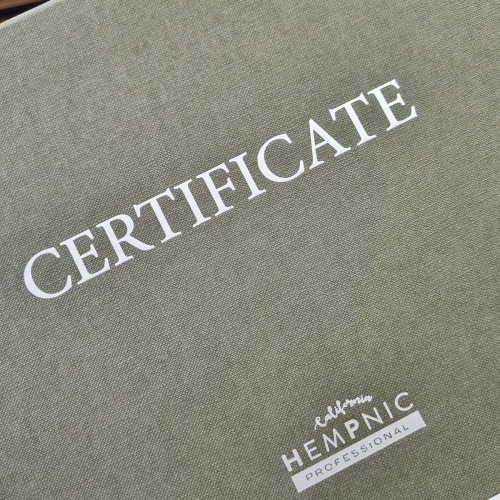 CERTIFICATE
California
HEMPNIC
PROFESSIONAL